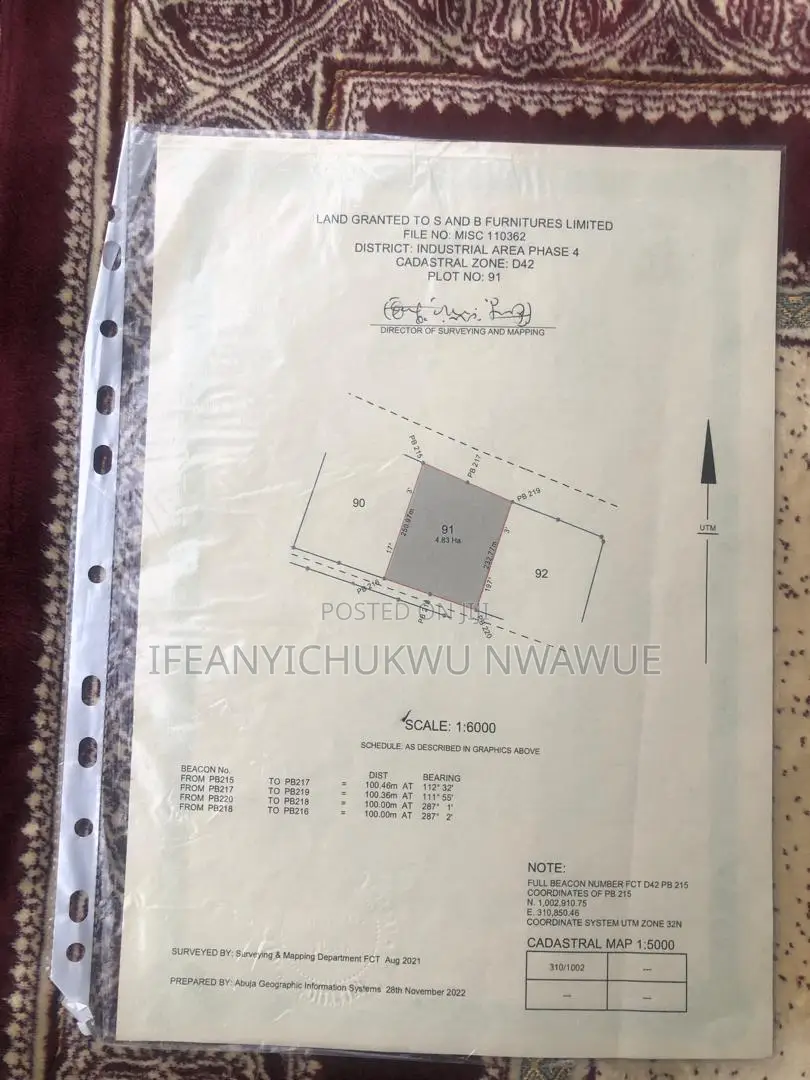 LAND GRANTED TO S AND B FURNITURES LIMITED
FILE NO: MISC 110362
DISTRICT: INDUSTRIAL AREA PHASE 4
CADASTRAL ZONE: D42
PLOT NO: 91
DIRECTOR OF SURVEYING AND MAPPING
PB 215
PB 217
PB 219
90
3'
250.97m
17°
91
4.83 Ha
3'
232.77m
197°
92
UTM
PB 216
PB 218
PB 220
POSTED ON JIJI
IFEANYICHUKWU NWAWUE
SCALE: 1:6000
SCHEDULE: AS DESCRIBED IN GRAPHICS ABOVE
BEACON No. DIST BEARING
FROM PB215 TO PB217 = 100.46m AT 112° 32'
FROM PB217 TO PB219 = 100.36m AT 111° 55'
FROM PB220 TO PB218 = 100.00m AT 287° 1'
FROM PB218 TO PB216 = 100.00m AT 287° 2'
NOTE:
FULL BEACON NUMBER FCT D42 PB 215
COORDINATES OF PB 215
N. 1,002,910.75
E. 310,850.46
COORDINATE SYSTEM UTM ZONE 32N
CADASTRAL MAP 1:5000
310/1002 ---
--- ---
SURVEYED BY: Surveying & Mapping Department FCT Aug 2021
PREPARED BY: Abuja Geographic Information Systems 28th November 2022